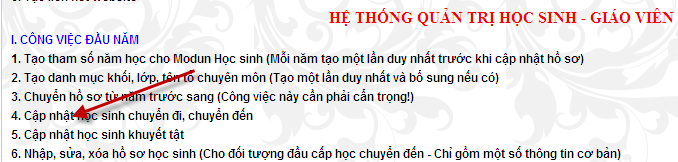 HỆ THỐNG QUẢN TRỊ HỌC SINH - GIÁO VIÊN
I. CÔNG VIỆC ĐẦU NĂM
1. Tạo tham số năm học cho Modun Học sinh (Mỗi năm tạo một lần duy nhất trước khi cập nhật hồ sơ)
2. Tạo danh mục khối, lớp, tên tổ chuyên môn (Tạo một lần duy nhất và bổ sung nếu có)
3. Chuyển hồ sơ từ năm trước sang (Công việc này cần phải cẩn trọng!)
4. Cập nhật học sinh chuyển đi, chuyển đến
5. Cập nhật học sinh khuyết tật
6. Nhập, sửa, xóa hồ sơ học sinh (Cho đối tượng đầu cấp học chuyển đến - Chỉ gồm một số thông tin cơ bản)